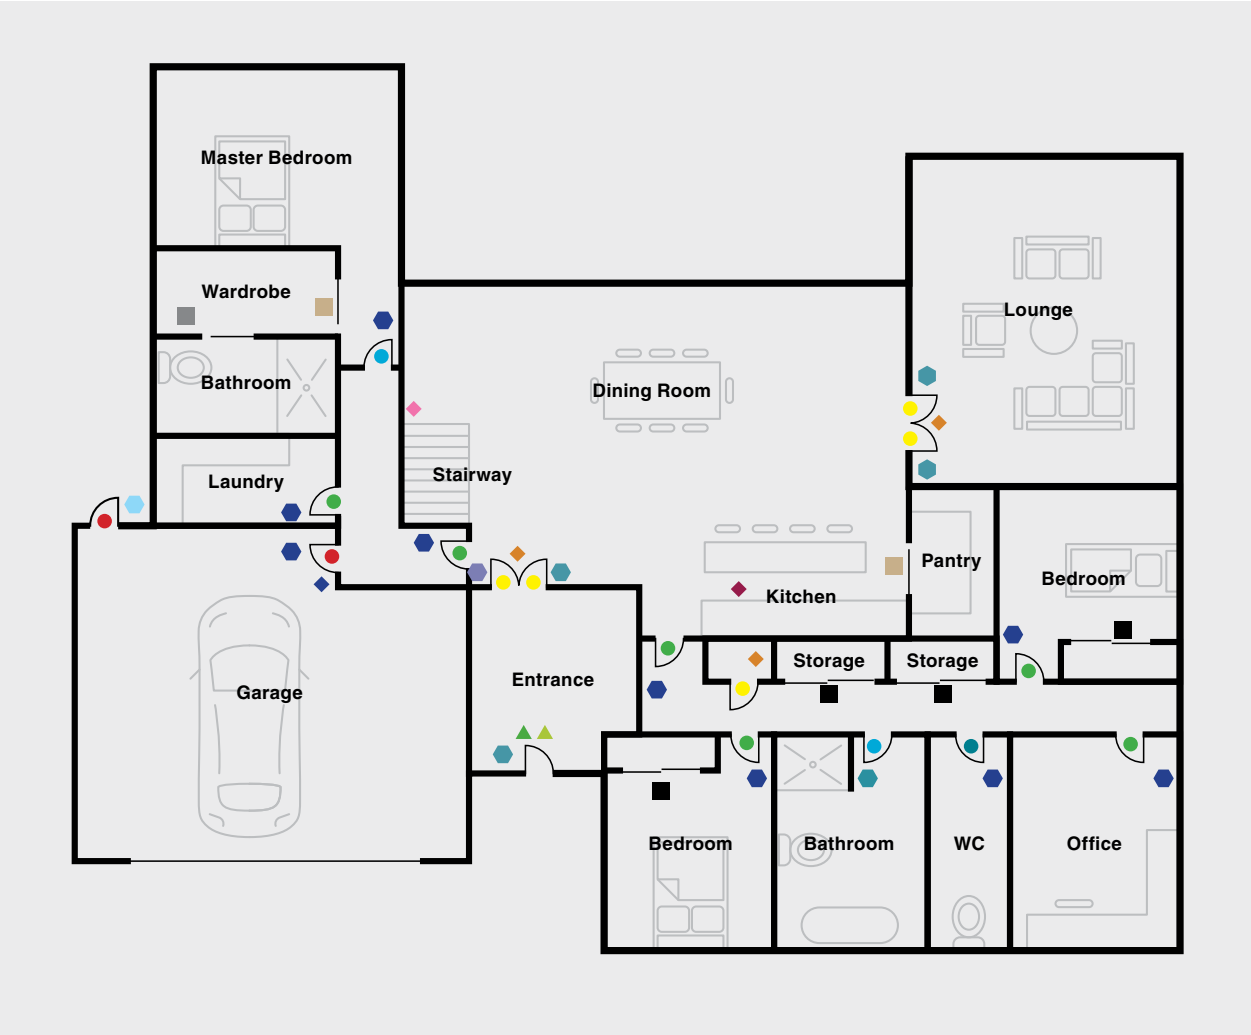 Master Bedroom
Wardrobe
Lounge
Bathroom
Dining Room
Laundry
Stairway
Pantry
Bedroom
Kitchen
Storage
Storage
Entrance
Garage
Bedroom
Bathroom
WC
Office